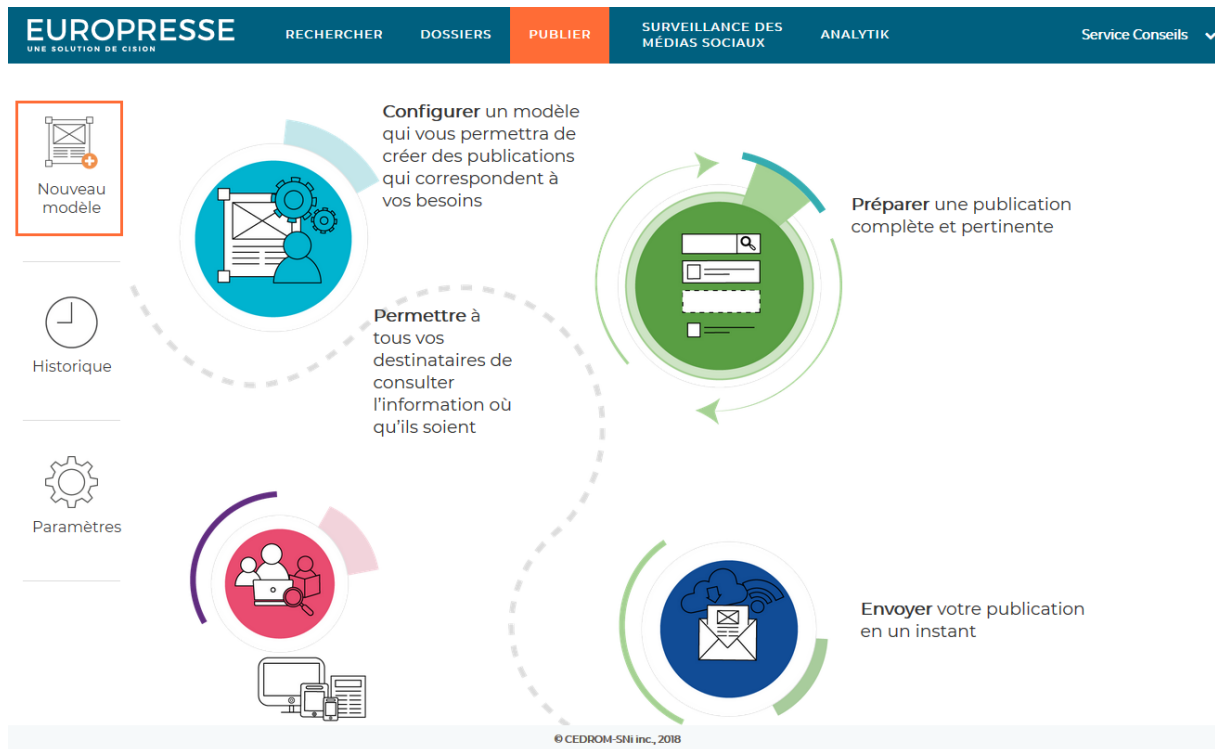 EUROPRESSE
UNE SOLUTION DE CISION
RECHERCHER
DOSSIERS
PUBLIER
SURVEILLANCE DES
MÉDIAS SOCIAUX
ANALYTIK
Service Conseils
Nouveau
modèle
Historique
Paramètres
Configurer un modèle
qui vous permettra de
créer des publications
qui correspondent à
vos besoins
Préparer une publication
complète et pertinente
Permettre à
tous vos
destinataires de
consulter
l'information où
qu'ils soient
Envoyer votre publication
en un instant
© CEDROM-SNi inc., 2018